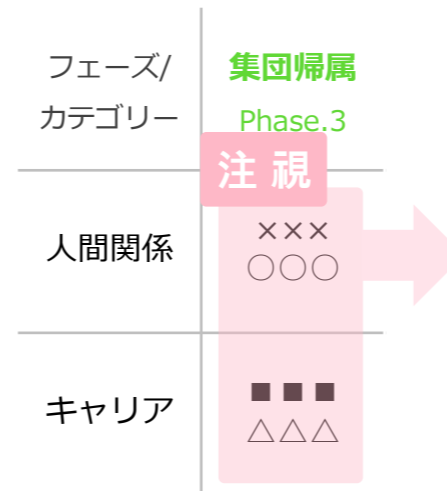 フェーズ/
カテゴリー
集団帰属
Phase.3
注 視
人間関係
×××
○○○
キャリア
■ ■ ■
△△△